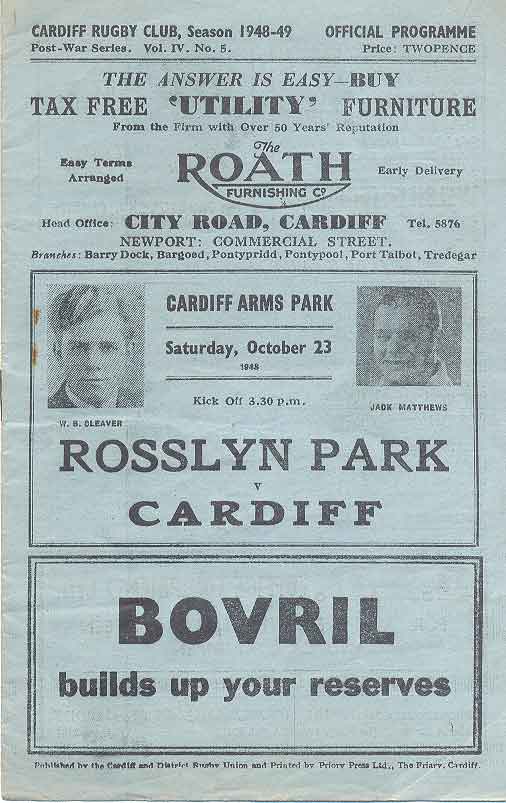 CARDIFF RUGBY CLUB, Season 1948-49 OFFICIAL PROGRAMME
Post-War Series. Vol. IV. No. 5. Price: TWOPENCE
THE ANSWER IS EASY—BUY
TAX FREE "UTILITY" FURNITURE
From the Firm with Over 50 Years' Reputation
Easy Terms Arranged
The
ROATH
FURNISHING Co
Early Delivery
Head Office: CITY ROAD, CARDIFF Tel. 5876
NEWPORT: COMMERCIAL STREET.
Branches: Barry Dock, Bargoed, Pontypridd, Pontypool, Port Talbot, Tredegar
CARDIFF ARMS PARK
Saturday, October 23
1948
Kick Off 3.30 p.m.
W. B. CLEAVER
JACK MATTHEWS
ROSSLYN PARK
v
CARDIFF
BOVRIL
builds up your reserves
Published by the Cardiff and District Rugby Union and Printed by Priory Press Ltd., The Friary, Cardiff.